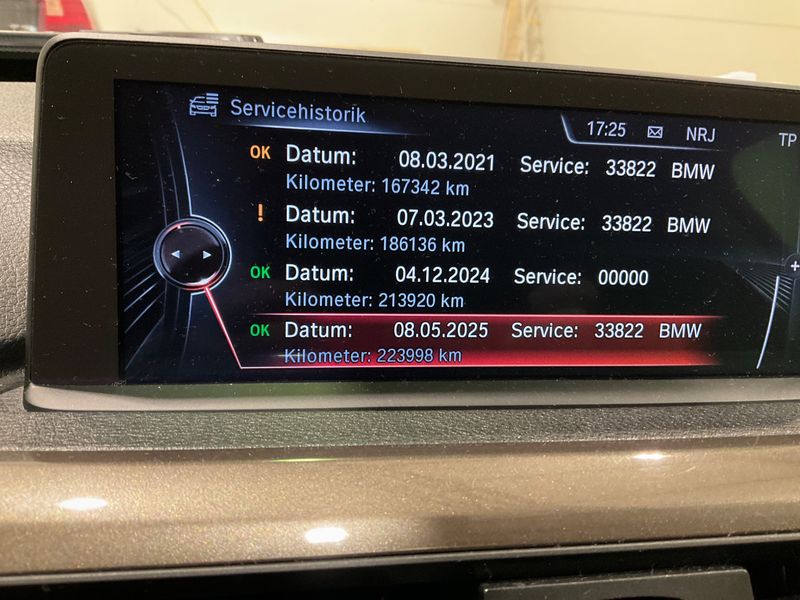 Servicehistorik
17:25 NRJ TP
OK Datum: 08.03.2021 Service: 33822 BMW
Kilometer: 167342 km
! Datum: 07.03.2023 Service: 33822 BMW
Kilometer: 186136 km
OK Datum: 04.12.2024 Service: 00000
Kilometer: 213920 km
OK Datum: 08.05.2025 Service: 33822 BMW
Kilometer: 223998 km